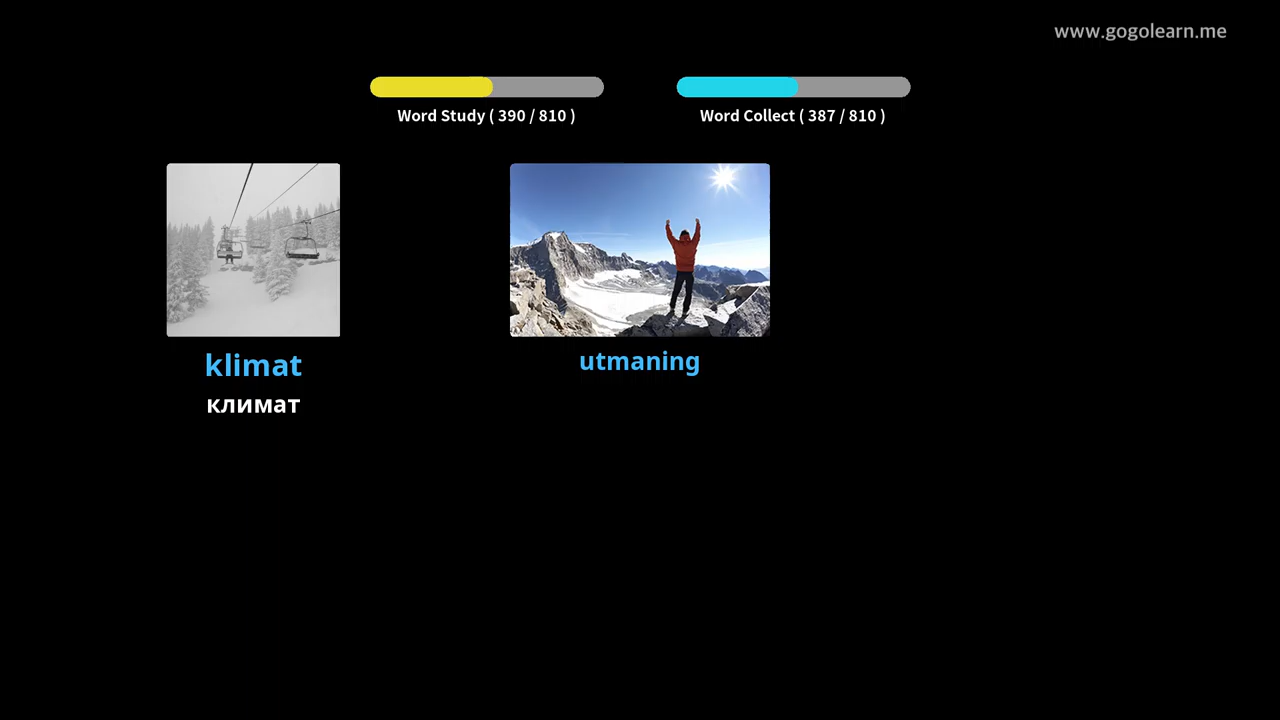 www.gogolearn.me
Word Study ( 390 / 810 )
Word Collect ( 387 / 810 )
klimat
климат
utmaning